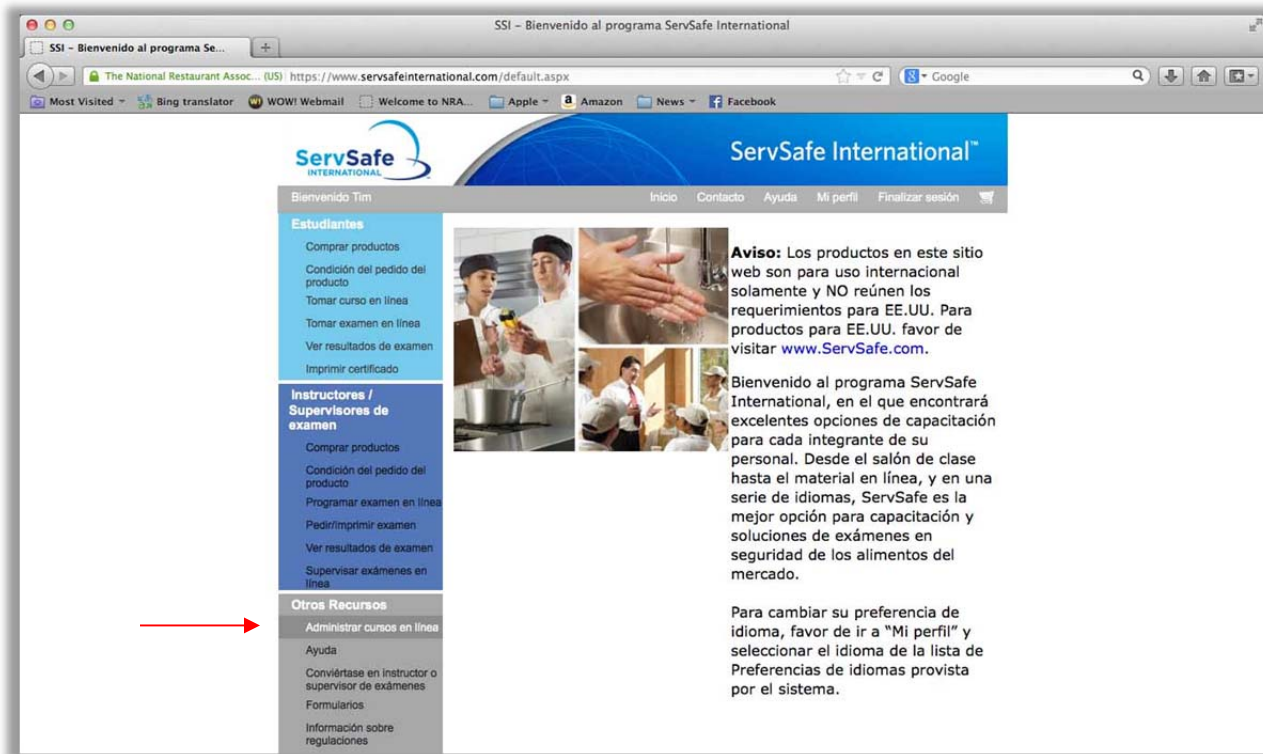 SSI – Bienvenido al programa ServSafe International
SSI – Bienvenido al programa Se...
The National Restaurant Assoc... (US) https://www.servsafeinternational.com/default.aspx
Google
Most Visited
Bing translator
WOW! Webmail
Welcome to NRA...
Apple
Amazon
News
Facebook
ServSafe
INTERNATIONAL
ServSafe International™
Bienvenido Tim
Inicio
Contacto
Ayuda
Mi perfil
Finalizar sesión
Estudiantes
Comprar productos
Condición del pedido del
producto
Tomar curso en línea
Tomar examen en línea
Ver resultados de examen
Imprimir certificado
Instructores /
Supervisores de
examen
Comprar productos
Condición del pedido del
producto
Programar examen en línea
Pedir/Imprimir examen
Ver resultados de examen
Supervisar exámenes en
línea
Otros Recursos
Administrar cursos en línea
Ayuda
Conviértase en instructor o
supervisor de exámenes
Formularios
Información sobre
regulaciones
Aviso: Los productos en este sitio
web son para uso internacional
solamente y NO reúnen los
requerimientos para EE.UU. Para
productos para EE.UU. favor de
visitar www.ServSafe.com.
Bienvenido al programa ServSafe
International, en el que encontrará
excelentes opciones de capacitación
para cada integrante de su
personal. Desde el salón de clase
hasta el material en línea, y en una
serie de idiomas, ServSafe es la
mejor opción para capacitación y
soluciones de exámenes en
seguridad de los alimentos del
mercado.
Para cambiar su preferencia de
idioma, favor de ir a “Mi perfil” y
seleccionar el idioma de la lista de
Preferencias de idiomas provista
por el sistema.